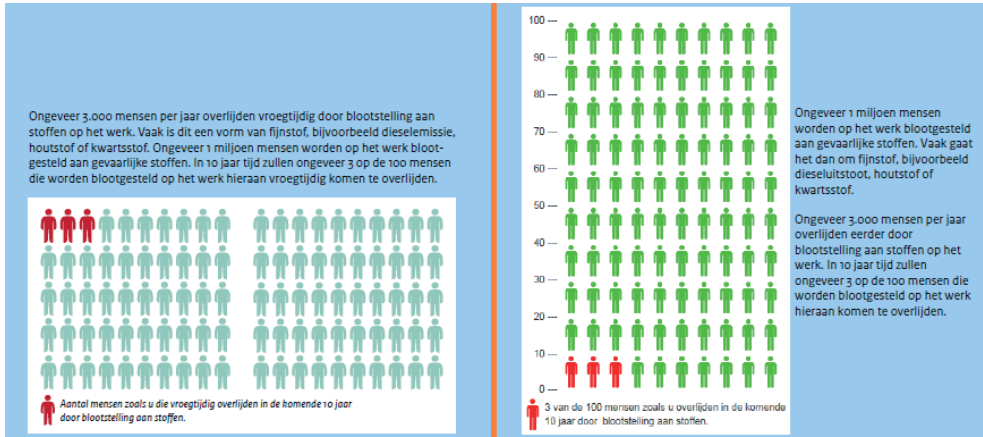 Ongeveer 3.000 mensen per jaar overlijden vroegtijdig door blootstelling aan
stoffen op het werk. Vaak is dit een vorm van fijnstof, bijvoorbeeld dieselemissie,
houtstof of kwartsstof. Ongeveer 1 miljoen mensen worden op het werk bloot-
gesteld aan gevaarlijke stoffen. In 10 jaar tijd zullen ongeveer 3 op de 100 mensen
die worden blootgesteld op het werk hieraan vroegtijdig komen te overlijden.
Aantal mensen zoals u die vroegtijdig overlijden in de komende 10 jaar
door blootstelling aan stoffen.
100
90
80
70
60
50
40
30
20
10
0
3 van de 100 mensen zoals u overlijden in de komende
10 jaar door blootstelling aan stoffen.
Ongeveer 1 miljoen mensen
worden op het werk blootgesteld
aan gevaarlijke stoffen. Vaak gaat
het dan om fijnstof, bijvoorbeeld
dieseluitstoot, houtstof of
kwartsstof.
Ongeveer 3.000 mensen per jaar
overlijden eerder door
blootstelling aan stoffen op het
werk. In 10 jaar tijd zullen
ongeveer 3 op de 100 mensen die
worden blootgesteld op het werk
hieraan komen te overlijden.